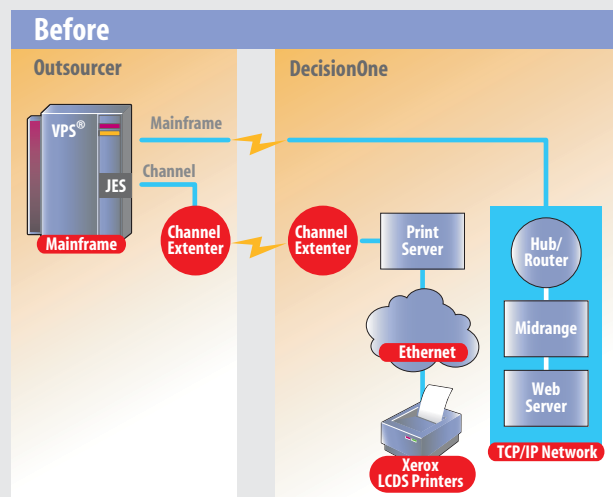 Before
Outsourcer
DecisionOne
VPS®
Mainframe
Channel
JES
Mainframe
Channel
Extenter
Channel
Extenter
Print
Server
Hub/
Router
Ethernet
Midrange
Web
Server
Xerox
LCDS Printers
TCP/IP Network